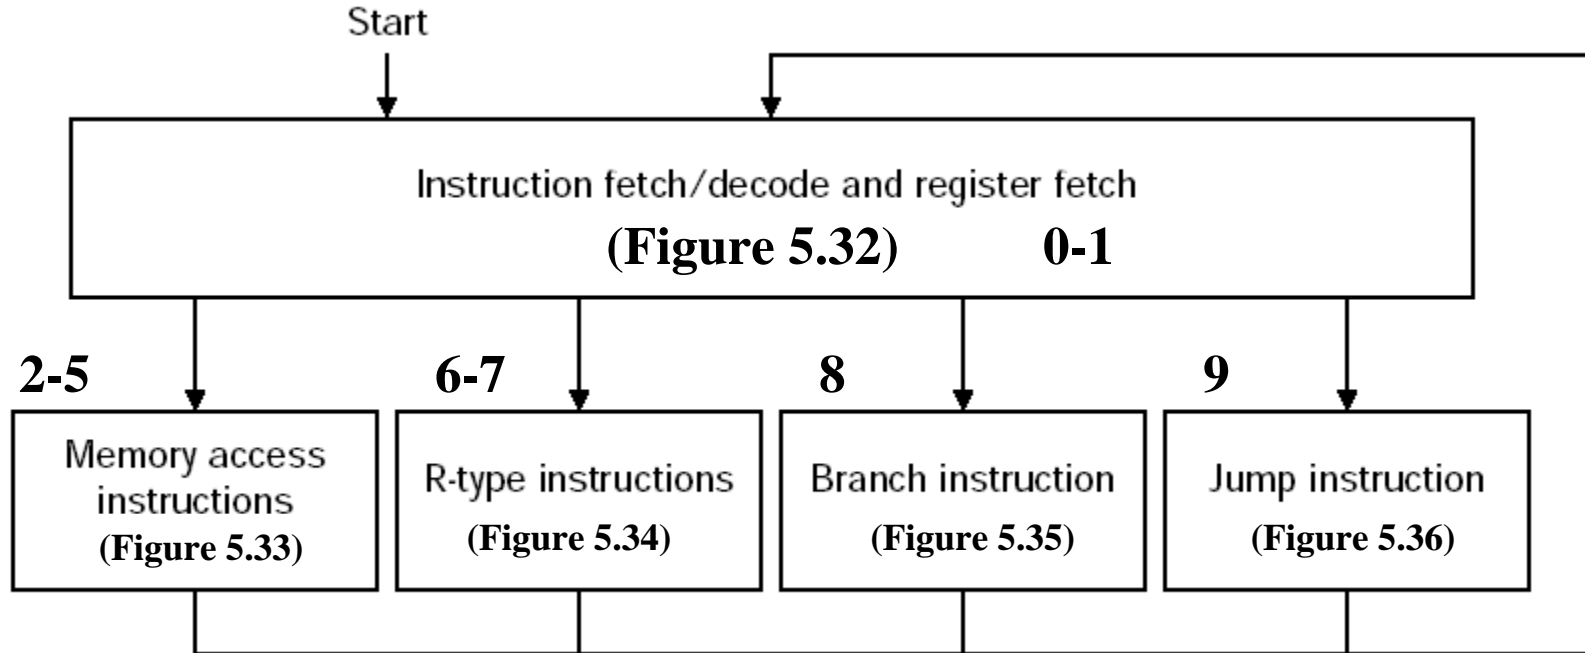 Start
Instruction fetch/decode and register fetch
(Figure 5.32) 0-1
2-5
6-7
8
9
Memory access
instructions
(Figure 5.33)
R-type instructions
(Figure 5.34)
Branch instruction
(Figure 5.35)
Jump instruction
(Figure 5.36)